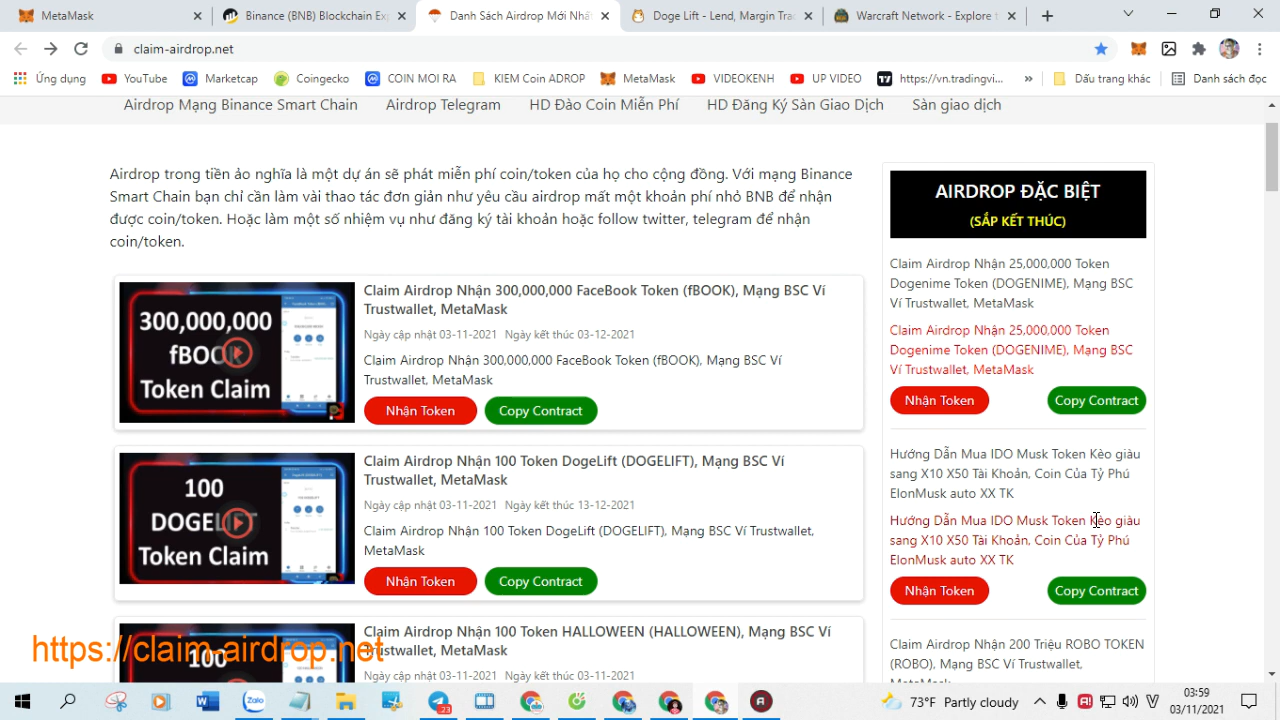 MetaMask
Binance (BNB) Blockchain Exp
Danh Sách Airdrop Mới Nhấ
Doge Lift - Lend, Margin Trad
Warcraft Network - Explore t
claim-airdrop.net
Ứng dụng
YouTube
Marketcap
Coingecko
COIN MOI RA
KIEM Coin ADROP
MetaMask
VIDEOKENH
UP VIDEO
https://vn.tradingvi...
»
Dấu trang khác
Danh sách đọc
Airdrop Mạng Binance Smart Chain
Airdrop Telegram
HD Đào Coin Miễn Phí
HD Đăng Ký Sàn Giao Dịch
Sàn giao dịch
Airdrop trong tiền ảo nghĩa là một dự án sẽ phát miễn phí coin/token của họ cho cộng đồng. Với mạng Binance
Smart Chain bạn chỉ cần làm vài thao tác đơn giản như yêu cầu airdrop mất một khoản phí nhỏ BNB để nhận
được coin/token. Hoặc làm một số nhiệm vụ như đăng ký tài khoản hoặc follow twitter, telegram để nhận
coin/token.
300,000,000
fBOOK
Token Claim
Claim Airdrop Nhận 300,000,000 FaceBook Token (fBOOK), Mạng BSC Ví
Trustwallet, MetaMask
Ngày cập nhật 03-11-2021 Ngày kết thúc 03-12-2021
Claim Airdrop Nhận 300,000,000 FaceBook Token (fBOOK), Mạng BSC Ví
Trustwallet, MetaMask
Nhận Token
Copy Contract
100
DOGELIFT
Token Claim
Claim Airdrop Nhận 100 Token DogeLift (DOGELIFT), Mạng BSC Ví
Trustwallet, MetaMask
Ngày cập nhật 03-11-2021 Ngày kết thúc 13-12-2021
Claim Airdrop Nhận 100 Token DogeLift (DOGELIFT), Mạng BSC Ví Trustwallet,
MetaMask
Nhận Token
Copy Contract
100
Claim Airdrop Nhận 100 Token HALLOWEEN (HALLOWEEN), Mạng BSC Ví
Trustwallet, MetaMask
Ngày cập nhật 03-11-2021 Ngày kết thúc 03-11-2021
https://claim-airdrop.net
AIRDROP ĐẶC BIỆT
(SẮP KẾT THÚC)
Claim Airdrop Nhận 25,000,000 Token
Dogenime Token (DOGENIME), Mạng BSC
Ví Trustwallet, MetaMask
Claim Airdrop Nhận 25,000,000 Token
Dogenime Token (DOGENIME), Mạng BSC
Ví Trustwallet, MetaMask
Nhận Token
Copy Contract
Hướng Dẫn Mua IDO Musk Token Kèo giàu
sang X10 X50 Tài Khoản, Coin Của Tỷ Phú
ElonMusk auto XX TK
Hướng Dẫn Mua IDO Musk Token Kèo giàu
sang X10 X50 Tài Khoản, Coin Của Tỷ Phú
ElonMusk auto XX TK
Nhận Token
Copy Contract
Claim Airdrop Nhận 200 Triệu ROBO TOKEN
(ROBO), Mạng BSC Ví Trustwallet,
Zalo
23
73°F Partly cloudy
03:59
03/11/2021